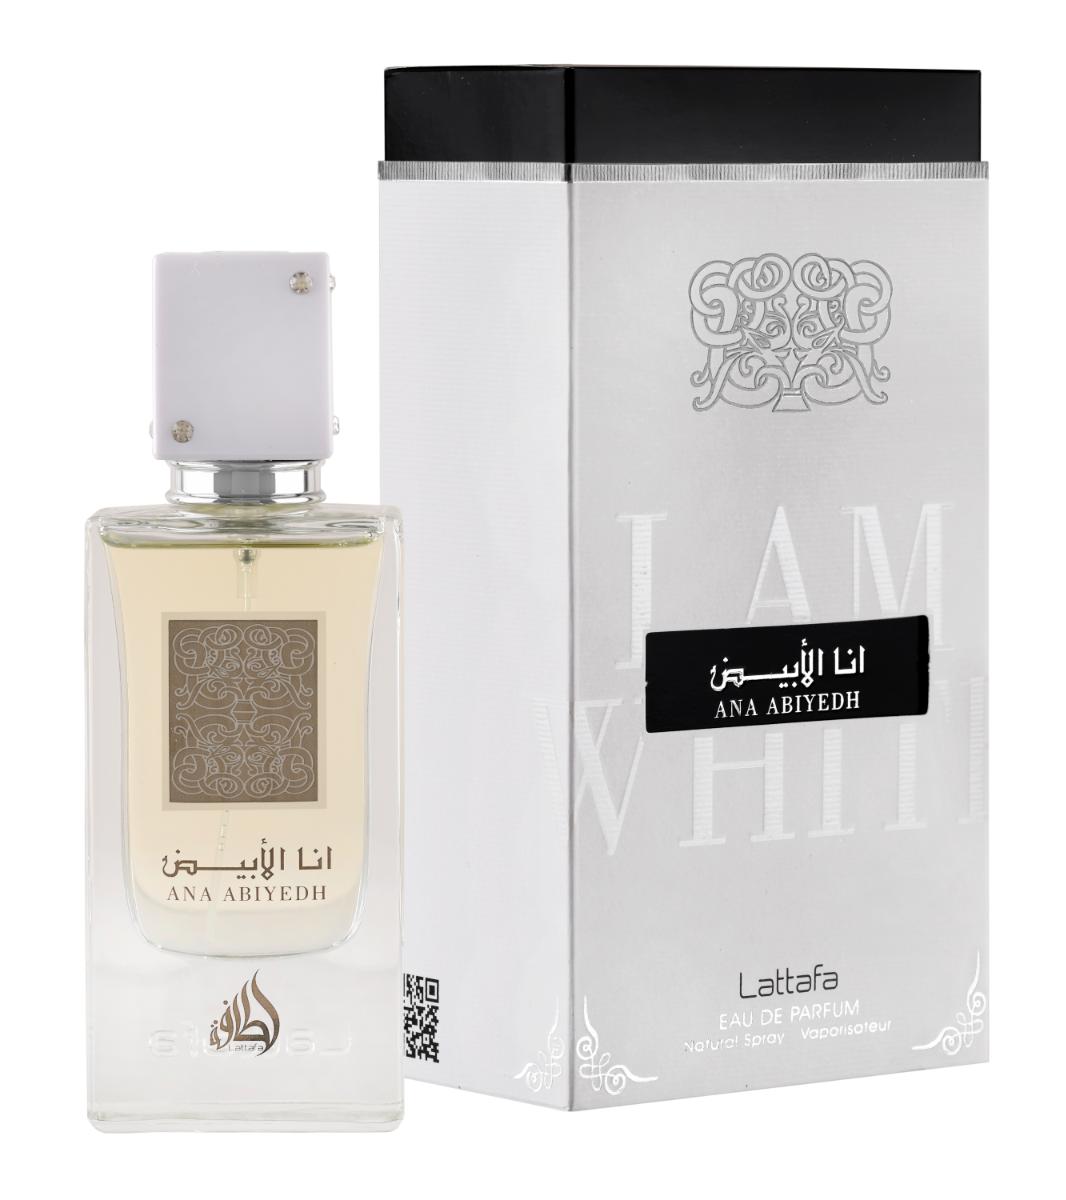 انا الأبيض
ANA ABIYEDH
لطافة
Lattafa
Lattafa
I AM
WHITE
انا الأبيض
ANA ABIYEDH
Lattafa
EAU DE PARFUM
Natural Spray Vaporisateur